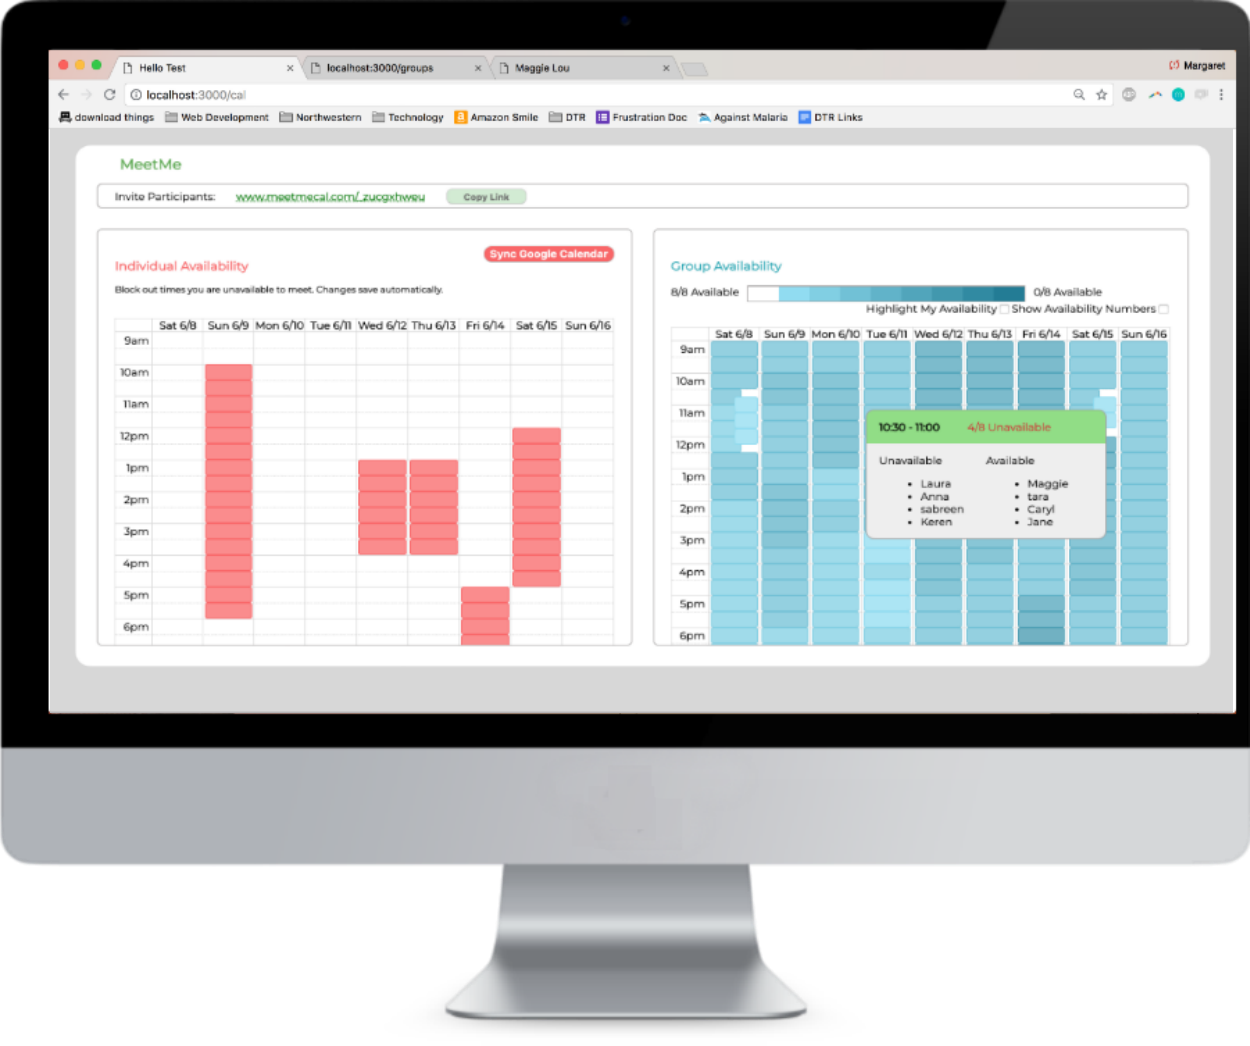 Hello Test
localhost:3000/groups
Maggie Lou
Margaret
localhost:3000/cal
download things Web Development Northwestern Technology Amazon Smile DTR Frustration Doc Against Malaria DTR Links
MeetMe
Invite Participants: www.meetmecal.com/_zucgxhweu Copy Link
Sync Google Calendar
Individual Availability
Block out times you are unavailable to meet. Changes save automatically.
Sat 6/8 Sun 6/9 Mon 6/10 Tue 6/11 Wed 6/12 Thu 6/13 Fri 6/14 Sat 6/15 Sun 6/16
9am
10am
11am
12pm
1pm
2pm
3pm
4pm
5pm
6pm
Group Availability
8/8 Available 0/8 Available
Highlight My Availability Show Availability Numbers
Sat 6/8 Sun 6/9 Mon 6/10 Tue 6/11 Wed 6/12 Thu 6/13 Fri 6/14 Sat 6/15 Sun 6/16
9am
10am
11am
12pm
1pm
2pm
3pm
4pm
5pm
6pm
10:30 - 11:00 4/8 Unavailable
Unavailable Available
• Laura • Maggie
• Anna • tara
• sabreen • Caryl
• Keren • Jane